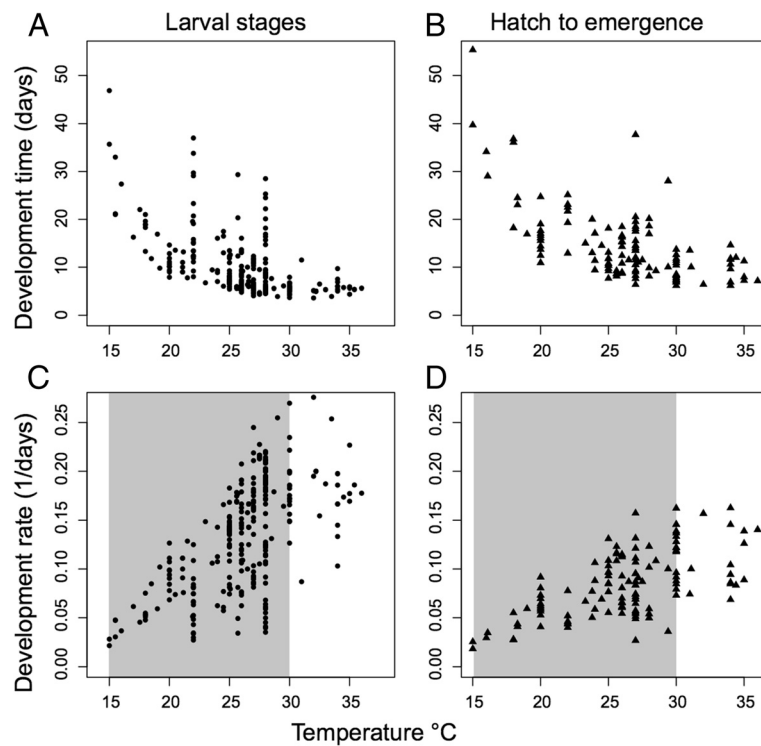 A Larval stages B Hatch to emergence
Development time (days)
0 10 20 30 40 50
15 20 25 30 35
0 10 20 30 40 50
15 20 25 30 35
C D
Development rate (1/days)
0.00 0.05 0.10 0.15 0.20 0.25
15 20 25 30 35
0.00 0.05 0.10 0.15 0.20 0.25
15 20 25 30 35
Temperature °C